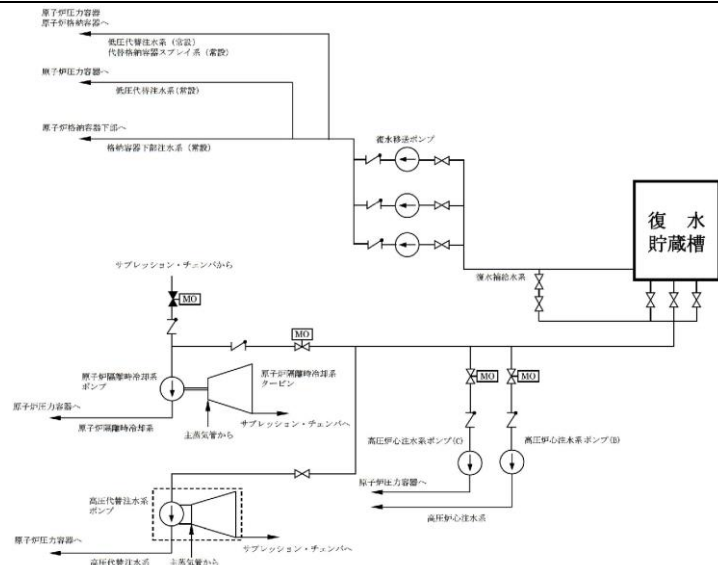 原子炉圧力容器
原子炉格納容器へ
低圧代替注水系（常設）
代替格納容器スプレイ系（常設）
原子炉圧力容器へ
低圧代替注水系（常設）
原子炉格納容器下部へ
格納容器下部注水系（常設）
復水移送ポンプ
復水
貯蔵槽
復水補給水系
サプレッション・チェンバから
MO
MO
原子炉隔離時冷却系
ポンプ
原子炉隔離時冷却系
タービン
MO
MO
原子炉圧力容器へ
原子炉隔離時冷却系
主蒸気管から
サプレッション・チェンバへ
高圧炉心注水系ポンプ(C)
高圧炉心注水系ポンプ(B)
原子炉圧力容器へ
高圧炉心注水系
高圧代替注水系
ポンプ
原子炉圧力容器へ
高圧代替注水系
主蒸気管から
サプレッション・チェンバへ